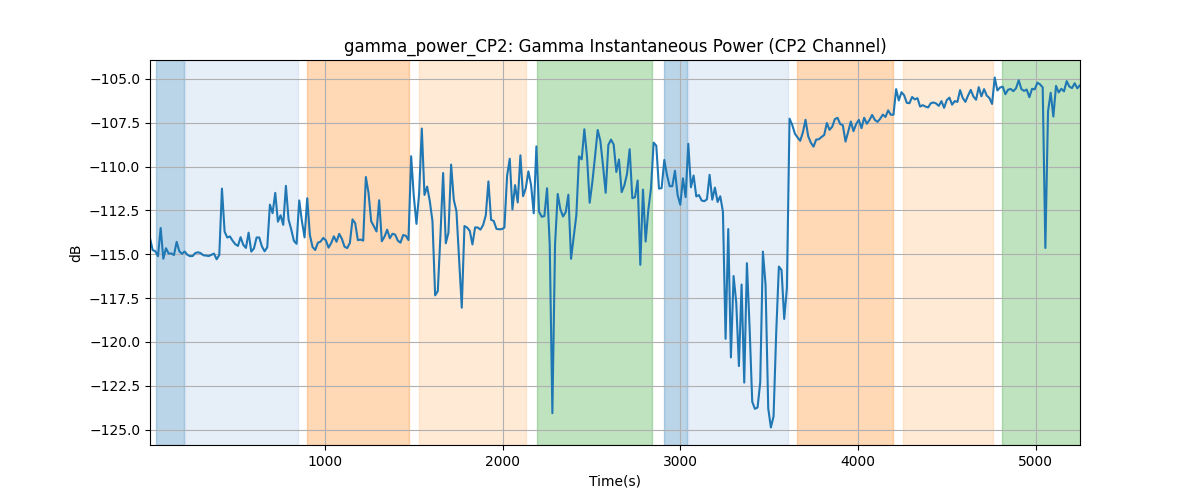 gamma_power_CP2: Gamma Instantaneous Power (CP2 Channel)
−105.0
−107.5
−110.0
−112.5
−115.0
−117.5
−120.0
−122.5
−125.0
dB
1000 2000 3000 4000 5000
Time(s)